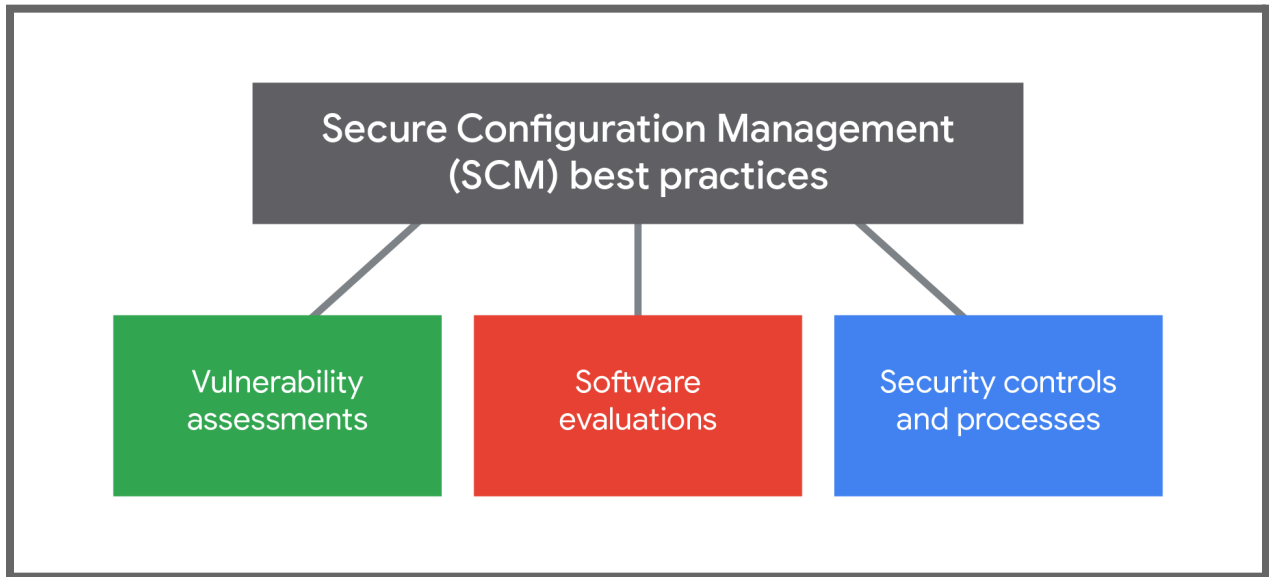 Secure Configuration Management
(SCM) best practices
Vulnerability
assessments
Software
evaluations
Security controls
and processes